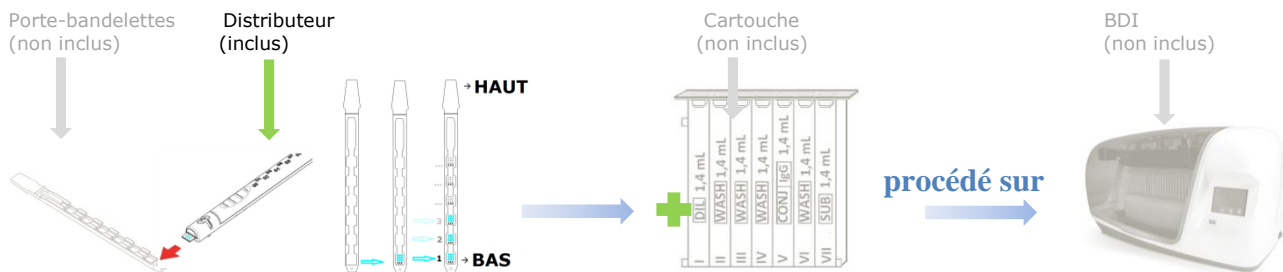 Porte-bandelettes
(non inclus)
Distributeur
(inclus)
Cartouche
(non inclus)
BDI
(non inclus)
HAUT
3
2
1
BAS
DIL 1,4 mL
WASH 1,4 mL
WASH 1,4 mL
WASH 1,4 mL
CONJ IgG 1,4 mL
WASH 1,4 mL
SUB 1,4 mL
I
II
III
IV
V
VI
VII
procédé sur